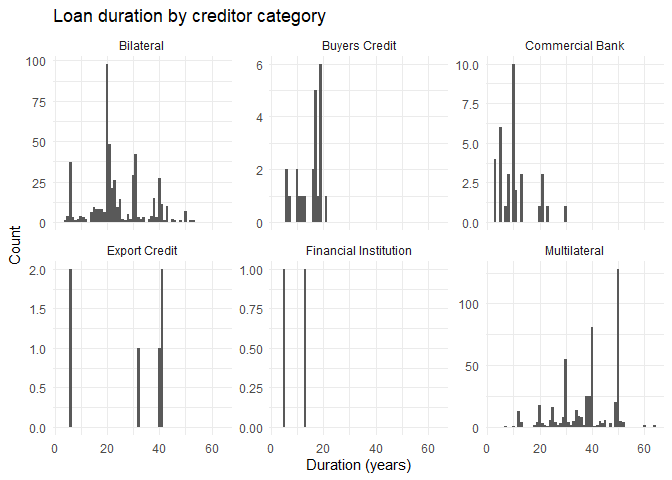 Loan duration by creditor category
Bilateral
Buyers Credit
Commercial Bank
100
75
50
25
0
6
4
2
0
10.0
7.5
5.0
2.5
0.0
Count
Export Credit
Financial Institution
Multilateral
2.0
1.5
1.0
0.5
0.0
1.00
0.75
0.50
0.25
0.00
100
50
0
0 20 40 60
0 20 40 60
0 20 40 60
Duration (years)